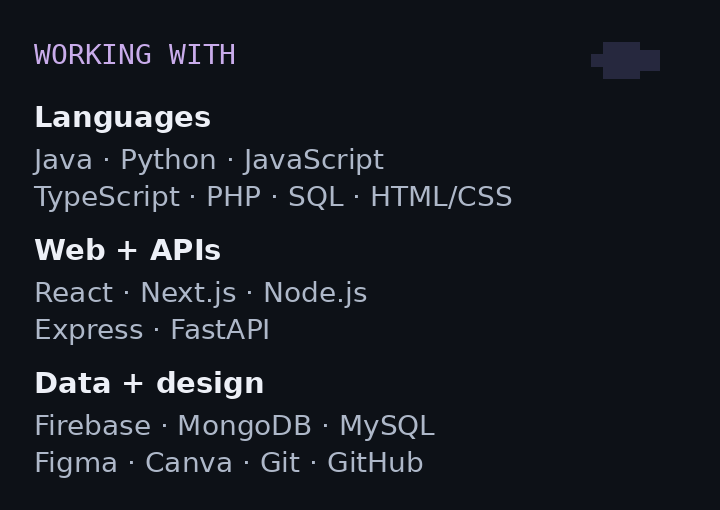 WORKING WITH
Languages
Java · Python · JavaScript
TypeScript · PHP · SQL · HTML/CSS
Web + APIs
React · Next.js · Node.js
Express · FastAPI
Data + design
Firebase · MongoDB · MySQL
Figma · Canva · Git · GitHub